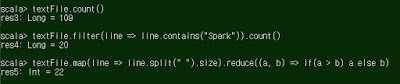 scala> textFile.count()
res3: Long = 109
scala> textFile.filter(line => line.contains("Spark")).count()
res4: Long = 20
scala> textFile.map(line => line.split(" ").size).reduce((a, b) => if(a > b) a else b)
res5: Int = 22